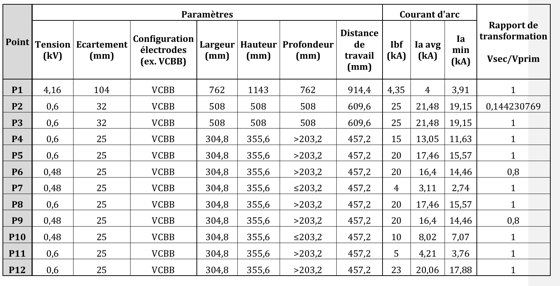 Paramètres Courant d'arc Rapport de transformation Vsec/Vprim
Point Tension (kV) Ecartement (mm) Configuration électrodes (ex. VCBB) Largeur (mm) Hauteur (mm) Profondeur (mm) Distance de travail (mm) Ibf (kA) Ia avg (kA) Ia min (kA)
P1 4,16 104 VCBB 762 1143 762 914,4 4,35 4 3,91 1
P2 0,6 32 VCBB 508 508 508 609,6 25 21,48 19,15 0,144230769
P3 0,6 32 VCBB 508 508 508 609,6 25 21,48 19,15 1
P4 0,6 25 VCBB 304,8 355,6 >203,2 457,2 15 13,05 11,63 1
P5 0,6 25 VCBB 304,8 355,6 >203,2 457,2 20 17,46 15,57 1
P6 0,48 25 VCBB 304,8 355,6 >203,2 457,2 20 16,4 14,46 0,8
P7 0,48 25 VCBB 304,8 355,6 ≤203,2 457,2 4 3,11 2,74 1
P8 0,6 25 VCBB 304,8 355,6 >203,2 457,2 20 17,46 15,57 1
P9 0,48 25 VCBB 304,8 355,6 >203,2 457,2 20 16,4 14,46 0,8
P10 0,48 25 VCBB 304,8 355,6 ≤203,2 457,2 10 8,02 7,07 1
P11 0,6 25 VCBB 304,8 355,6 >203,2 457,2 5 4,21 3,76 1
P12 0,6 25 VCBB 304,8 355,6 >203,2 457,2 23 20,06 17,88 1